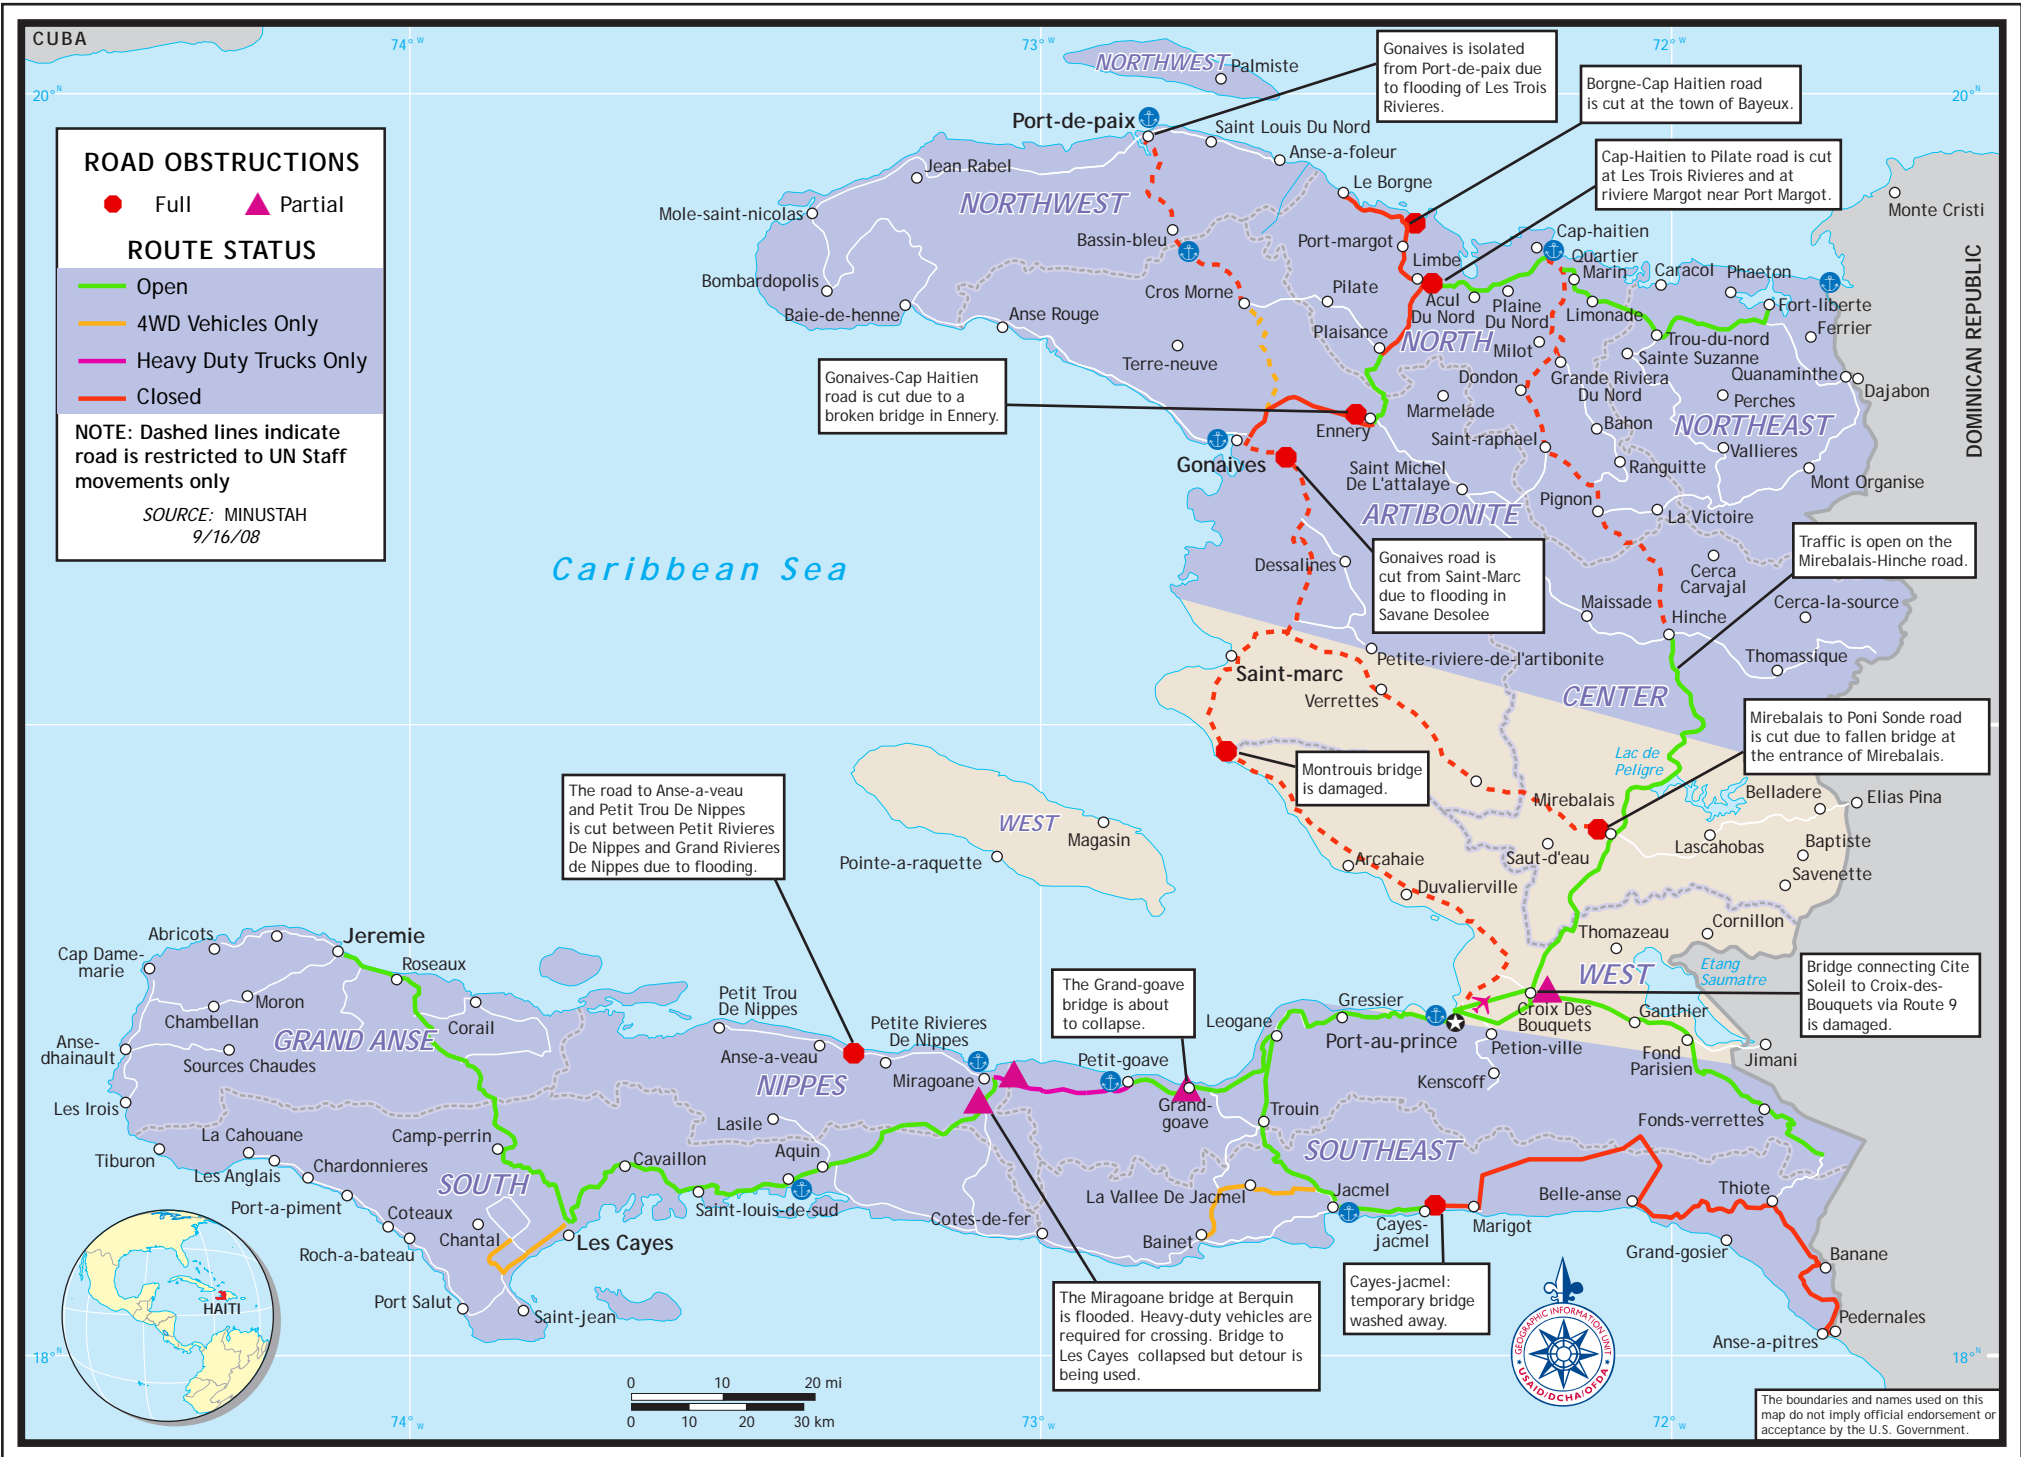 CUBA
74° W
73° W
72° W
20° N
20° N
ROAD OBSTRUCTIONS
Full
Partial
ROUTE STATUS
Open
4WD Vehicles Only
Heavy Duty Trucks Only
Closed
NOTE: Dashed lines indicate
road is restricted to UN Staff
movements only
SOURCE: MINUSTAH
9/16/08
Gonaives is isolated
from Port-de-paix due
to flooding of Les Trois
Rivieres.
Borgne-Cap Haitien road
is cut at the town of Bayeux.
Cap-Haitien to Pilate road is cut
at Les Trois Rivieres and at
riviere Margot near Port Margot.
NORTHWEST
Palmiste
Port-de-paix
Saint Louis Du Nord
Anse-a-foleur
Jean Rabel
Le Borgne
NORTHWEST
Mole-saint-nicolas
Monte Cristi
Bassin-bleu
Port-margot
Cap-haitien
Limbe
Quartier
Marin
Caracol
Phaeton
Bombardopolis
Cros Morne
Pilate
Acul
Du Nord
Plaine
Du Nord
Limonade
Fort-liberte
Baie-de-henne
Anse Rouge
Plaisance
NORTH
Milot
Trou-du-nord
Ferrier
Sainte Suzanne
Terre-neuve
Dondon
Grande Riviera
Du Nord
Quanaminthe
Dajabon
DOMINICAN REPUBLIC
Gonaives-Cap Haitien
road is cut due to a
broken bridge in Ennery.
Marmelade
Perches
Ennery
Saint-raphael
Bahon
NORTHEAST
Gonaives
Vallieres
Saint Michel
De L'attalaye
Ranguitte
Mont Organise
Pignon
ARTIBONITE
La Victoire
Caribbean Sea
Dessalines
Gonaives road is
cut from Saint-Marc
due to flooding in
Savane Desolee
Traffic is open on the
Mirebalais-Hinche road.
Cerca
Carvajal
Maissade
Cerca-la-source
Hinche
Petite-riviere-de-l'artibonite
Thomassique
Saint-marc
Verrettes
CENTER
Mirebalais to Poni Sonde road
is cut due to fallen bridge at
the entrance of Mirebalais.
Montrouis bridge
is damaged.
Lac de
Peligre
Mirebalais
Belladere
Elias Pina
The road to Anse-a-veau
and Petit Trou De Nippes
is cut between Petit Rivieres
De Nippes and Grand Rivieres
de Nippes due to flooding.
WEST
Magasin
Pointe-a-raquette
Arcahaie
Saut-d'eau
Lascahobas
Baptiste
Savenette
Duvalierville
Cornillon
Thomazeau
Abricots
Jeremie
Cap Dame-
marie
Roseaux
WEST
Etang
Saumatre
Bridge connecting Cite
Soleil to Croix-des-
Bouquets via Route 9
is damaged.
The Grand-goave
bridge is about
to collapse.
Moron
Chambellan
Corail
Petit Trou
De Nippes
Gressier
Croix Des
Bouquets
Ganthier
GRAND ANSE
Petite Rivieres
De Nippes
Leogane
Port-au-prince
Petion-ville
Anse-
dhainault
Sources Chaudes
Anse-a-veau
Petit-goave
Fond
Parisien
Jimani
NIPPES
Miragoane
Kenscoff
Les Irois
Grand-
goave
Trouin
Fonds-verrettes
Lasile
La Cahouane
Camp-perrin
Tiburon
Les Anglais
Chardonnieres
Cavaillon
Aquin
SOUTHEAST
SOUTH
Port-a-piment
Saint-louis-de-sud
La Vallee De Jacmel
Jacmel
Belle-anse
Thiote
Coteaux
Chantal
Cotes-de-fer
Cayes-
jacmel
Marigot
Roch-a-bateau
Les Cayes
Bainet
Grand-gosier
Banane
Port Salut
Saint-jean
HAITI
The Miragoane bridge at Berquin
is flooded. Heavy-duty vehicles are
required for crossing. Bridge to
Les Cayes collapsed but detour is
being used.
Cayes-jacmel:
temporary bridge
washed away.
GEOGRAPHIC INFORMATION UNIT
USAID/DCHA/OFDA
Pedernales
Anse-a-pitres
18° N
18° N
0 10 20 mi
0 10 20 30 km
74° W
73° W
72° W
The boundaries and names used on this
map do not imply official endorsement or
acceptance by the U.S. Government.